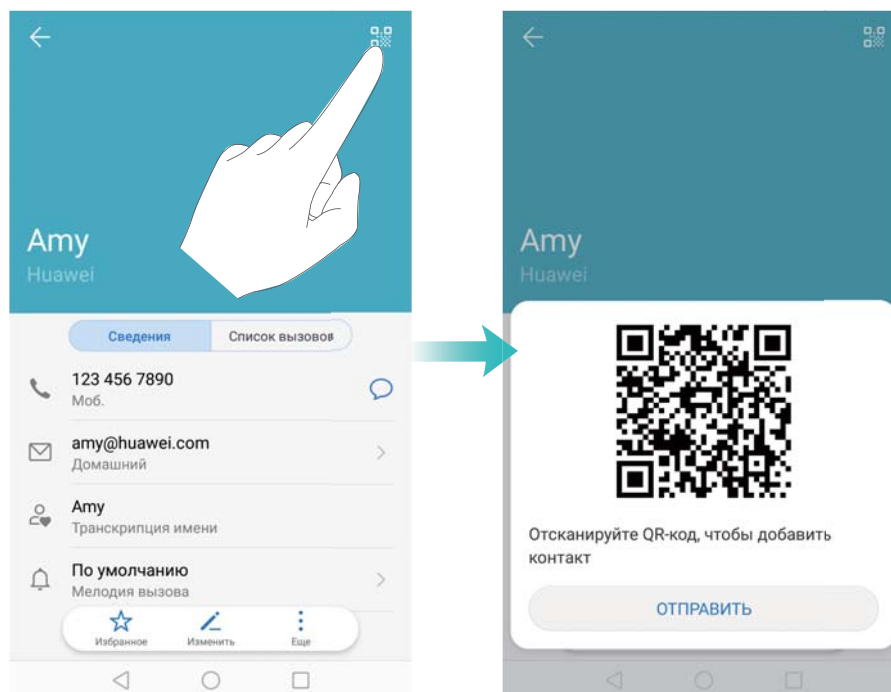 Amy
Huawei
Сведения
Список вызовов
123 456 7890
Моб.
amy@huawei.com
Домашний
Amy
Транскрипция имени
По умолчанию
Мелодия вызова
Избранное
Изменить
Еще
Amy
Huawei
Отсканируйте QR-код, чтобы добавить
контакт
ОТПРАВИТЬ